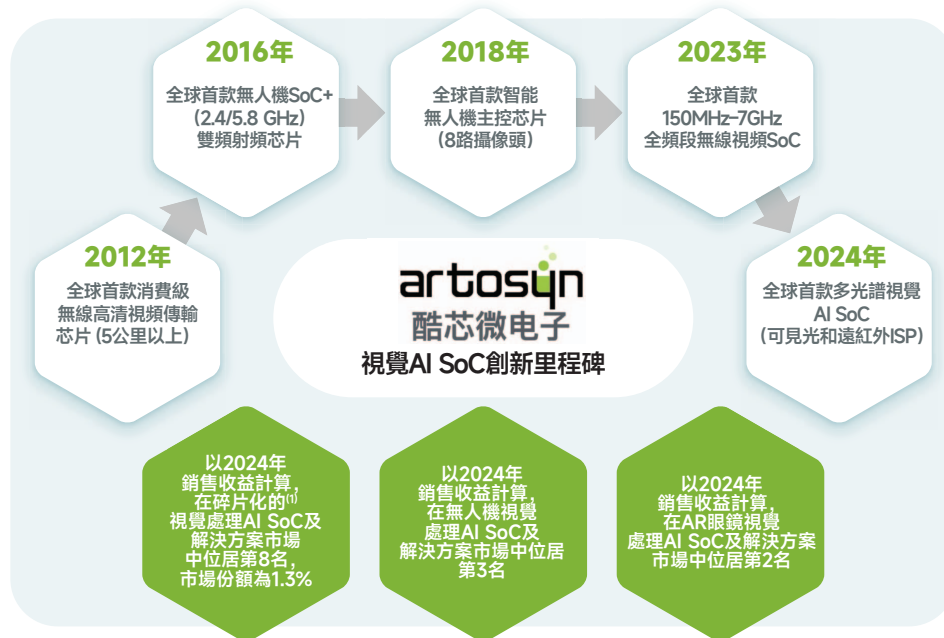 2016年
全球首款無人機SoC+
(2.4/5.8 GHz)
雙頻射頻芯片
2018年
全球首款智能
無人機主控芯片
(8路攝像頭)
2023年
全球首款
150MHz-7GHz
全頻段無線視頻SoC
2012年
全球首款消費級
無線高清視頻傳輸
芯片 (5公里以上)
artosyn
酷芯微电子
視覺AI SoC創新里程碑
2024年
全球首款多光譜視覺
AI SoC
(可見光和遠紅外ISP)
以2024年
銷售收益計算，
在碎片化的(1)
視覺處理AI SoC及
解決方案市場
中位居第8名，
市場份額為1.3%
以2024年
銷售收益計算，
在無人機視覺
處理AI SoC及
解決方案市場中位居
第3名
以2024年
銷售收益計算，
在AR眼鏡視覺
處理AI SoC及解決方案
市場中位居第2名